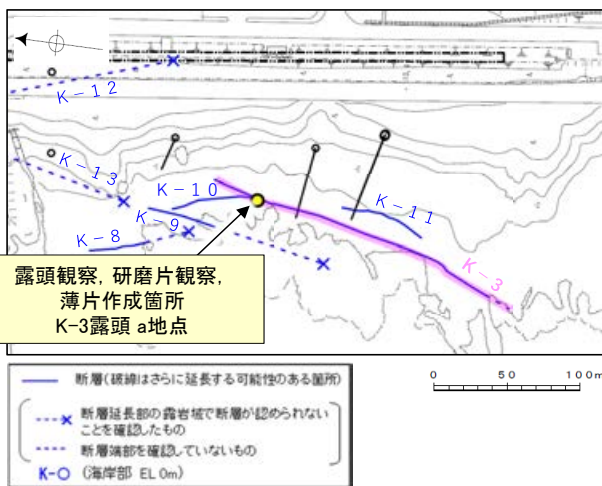 K-12
K-13
K-10
K-9
K-8
K-11
K-3
露頭観察，研磨片観察，
薄片作成箇所
K-3露頭 a地点
断層(破線はさらに延長する可能性のある箇所)
断層延長部の露岩域で断層が認められない
ことを確認したもの
断層端部を確認していないもの
K-○ (海岸部 EL 0m)
0 50 100m